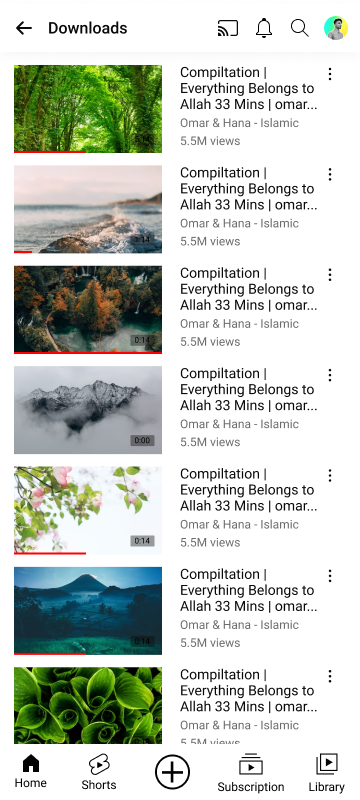 Downloads
Compiltation |
Everything Belongs to
Allah 33 Mins | omar...
Omar & Hana - Islamic
5.5M views
0:14
Compiltation |
Everything Belongs to
Allah 33 Mins | omar...
Omar & Hana - Islamic
5.5M views
0:14
Compiltation |
Everything Belongs to
Allah 33 Mins | omar...
Omar & Hana - Islamic
5.5M views
0:14
Compiltation |
Everything Belongs to
Allah 33 Mins | omar...
Omar & Hana - Islamic
5.5M views
0:00
Compiltation |
Everything Belongs to
Allah 33 Mins | omar...
Omar & Hana - Islamic
5.5M views
0:14
Compiltation |
Everything Belongs to
Allah 33 Mins | omar...
Omar & Hana - Islamic
5.5M views
0:14
Compiltation |
Everything Belongs to
Allah 33 Mins | omar...
Omar & Hana - Islamic
5.5M views
Home
Shorts
Subscription
Library